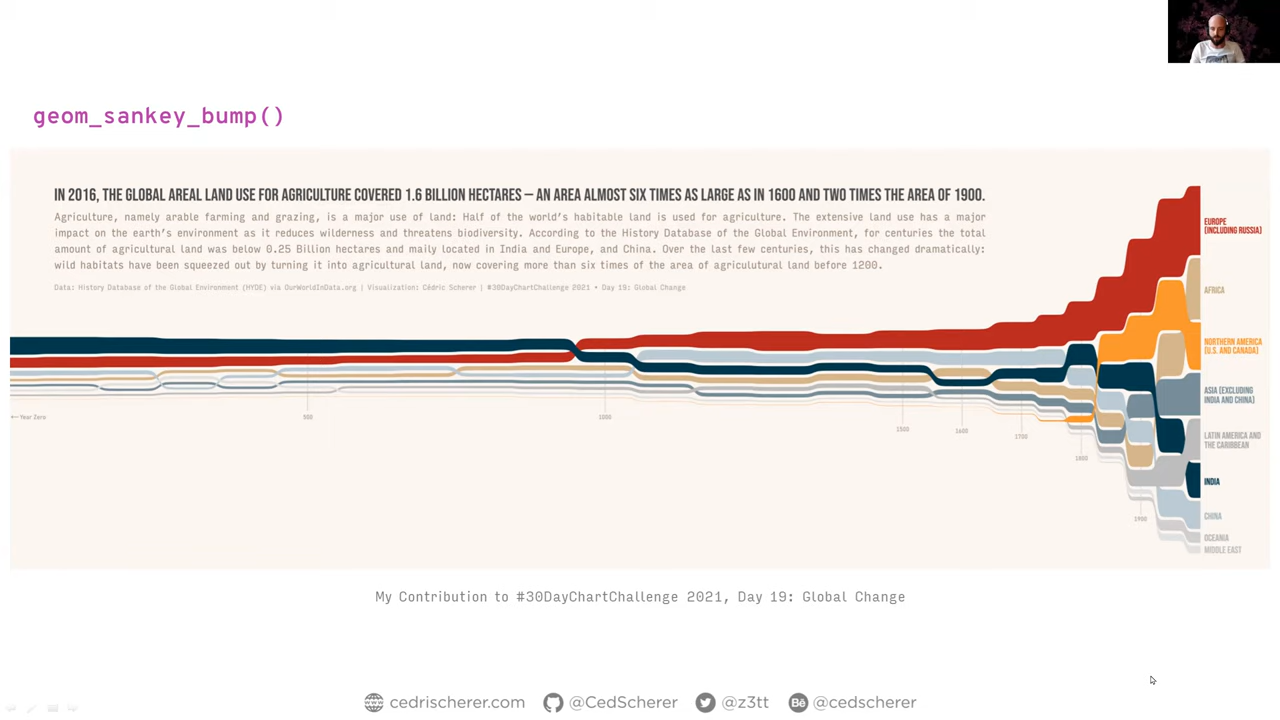 geom_sankey_bump()
IN 2016, THE GLOBAL AREAL LAND USE FOR AGRICULTURE COVERED 1.6 BILLION HECTARES – AN AREA ALMOST SIX TIMES AS LARGE AS IN 1600 AND TWO TIMES THE AREA OF 1900.
Agriculture, namely arable farming and grazing, is a major use of land: Half of the world's habitable land is used for agriculture. The extensive land use has a major
impact on the earth's environment as it reduces wilderness and threatens biodiversity. According to the History Database of the Global Environment, for centuries the total
amount of agricultural land was below 0.25 Billion hectares and maily located in India and Europe, and China. Over the last few centuries, this has changed dramatically:
wild habitats have been squeezed out by turning it into agricultural land, now covering more than six times of the area of agriculutural land before 1200.
Data: History Database of the Global Environment (HYDE) via OurWorldInData.org | Visualization: Cédric Scherer | #30DayChartChallenge 2021 • Day 19: Global Change
EUROPE
(INCLUDING RUSSIA)
AFRICA
NORTHERN AMERICA
(U.S. AND CANADA)
ASIA (EXCLUDING
INDIA AND CHINA)
LATIN AMERICA AND
THE CARIBBEAN
INDIA
CHINA
OCEANIA
MIDDLE EAST
← Year Zero
500
1000
1500
1600
1700
1800
1900
My Contribution to #30DayChartChallenge 2021, Day 19: Global Change
cedrischerer.com @CedScherer @z3tt @cedscherer